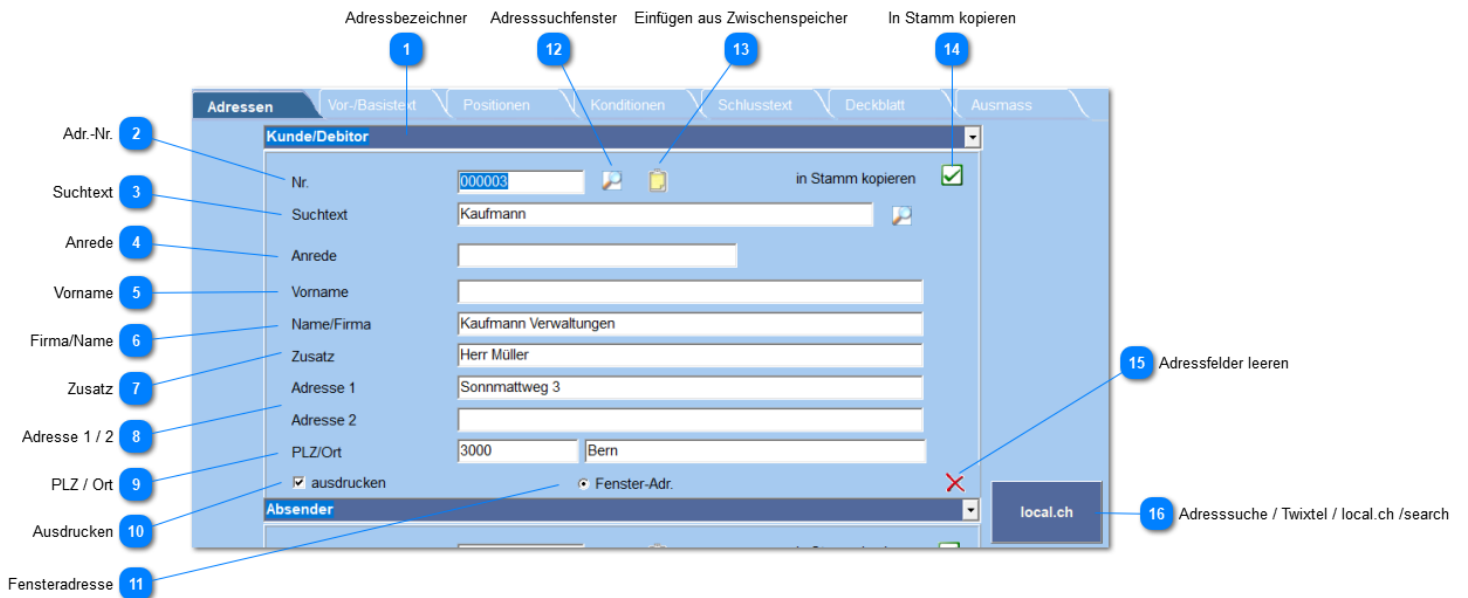 Adressbezeichner Adresssuchfenster Einfügen aus Zwischenspeicher In Stamm kopieren
1 12 13 14
Adressen Vor-/Basistext Positionen Konditionen Schlusstext Deckblatt Ausmass
Adr.-Nr. 2 Kunde/Debitor
Nr. 000003 in Stamm kopieren
Suchtext 3
Suchtext Kaufmann
Anrede 4
Anrede
Vorname 5 Vorname
Name/Firma Kaufmann Verwaltungen
Firma/Name 6
Zusatz Herr Müller
15 Adressfelder leeren
Zusatz 7 Adresse 1 Sonnmattweg 3
Adresse 2
Adresse 1 / 2 8
PLZ/Ort 3000 Bern
PLZ / Ort 9 ausdrucken Fenster-Adr.
Absender local.ch 16 Adresssuche / Twixtel / local.ch /search
Ausdrucken 10
Fensteradresse 11